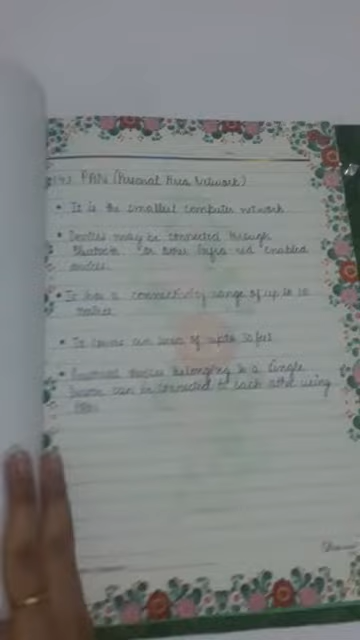 PAN (Personal Area Network)
• It is the smallest computer network
• Devices may be connected through
Bluetooth or other infra-red enabled
devices
• It has a connectivity range of up to 10
metres
• It covers an area of upto 30 feet
• Personal devices belonging to a single
person can be connected to each other using
PAN